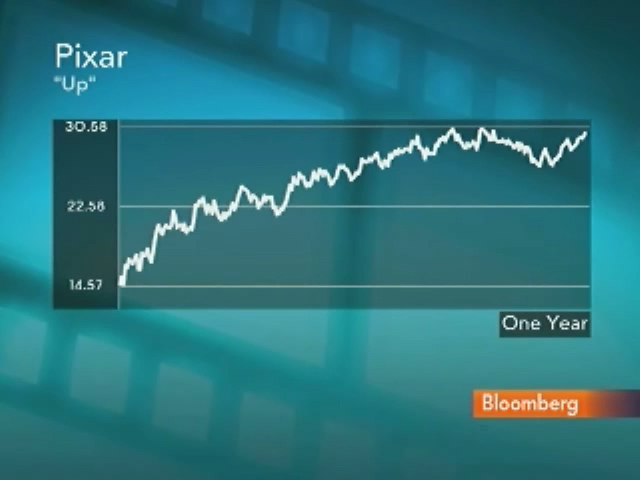 Pixar
"Up"
30.58
22.58
14.57
One Year
Bloomberg